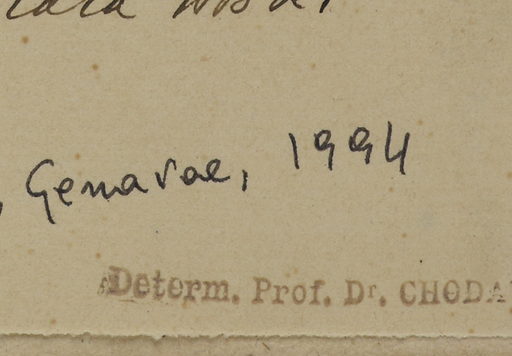 , Genavae, 1994
Determ. Prof. Dr. CHODA